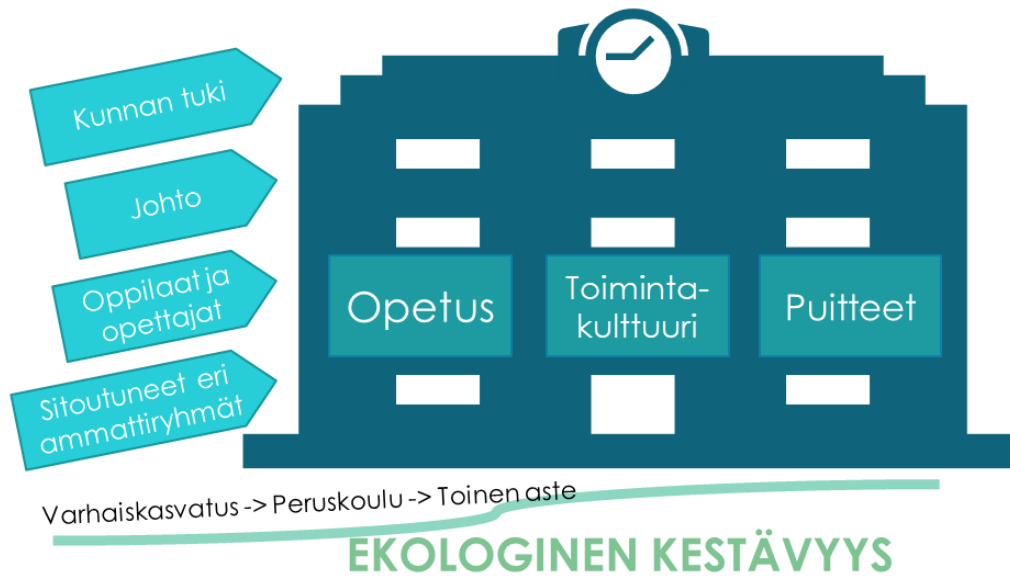 Kunnan tuki
Johto
Oppilaat ja
opettajat
Sitoutuneet eri
ammattiryhmät
Opetus
Toiminta-
kulttuuri
Puitteet
Varhaiskasvatus -> Peruskoulu -> Toinen aste
EKOLOGINEN KESTÄVYYS